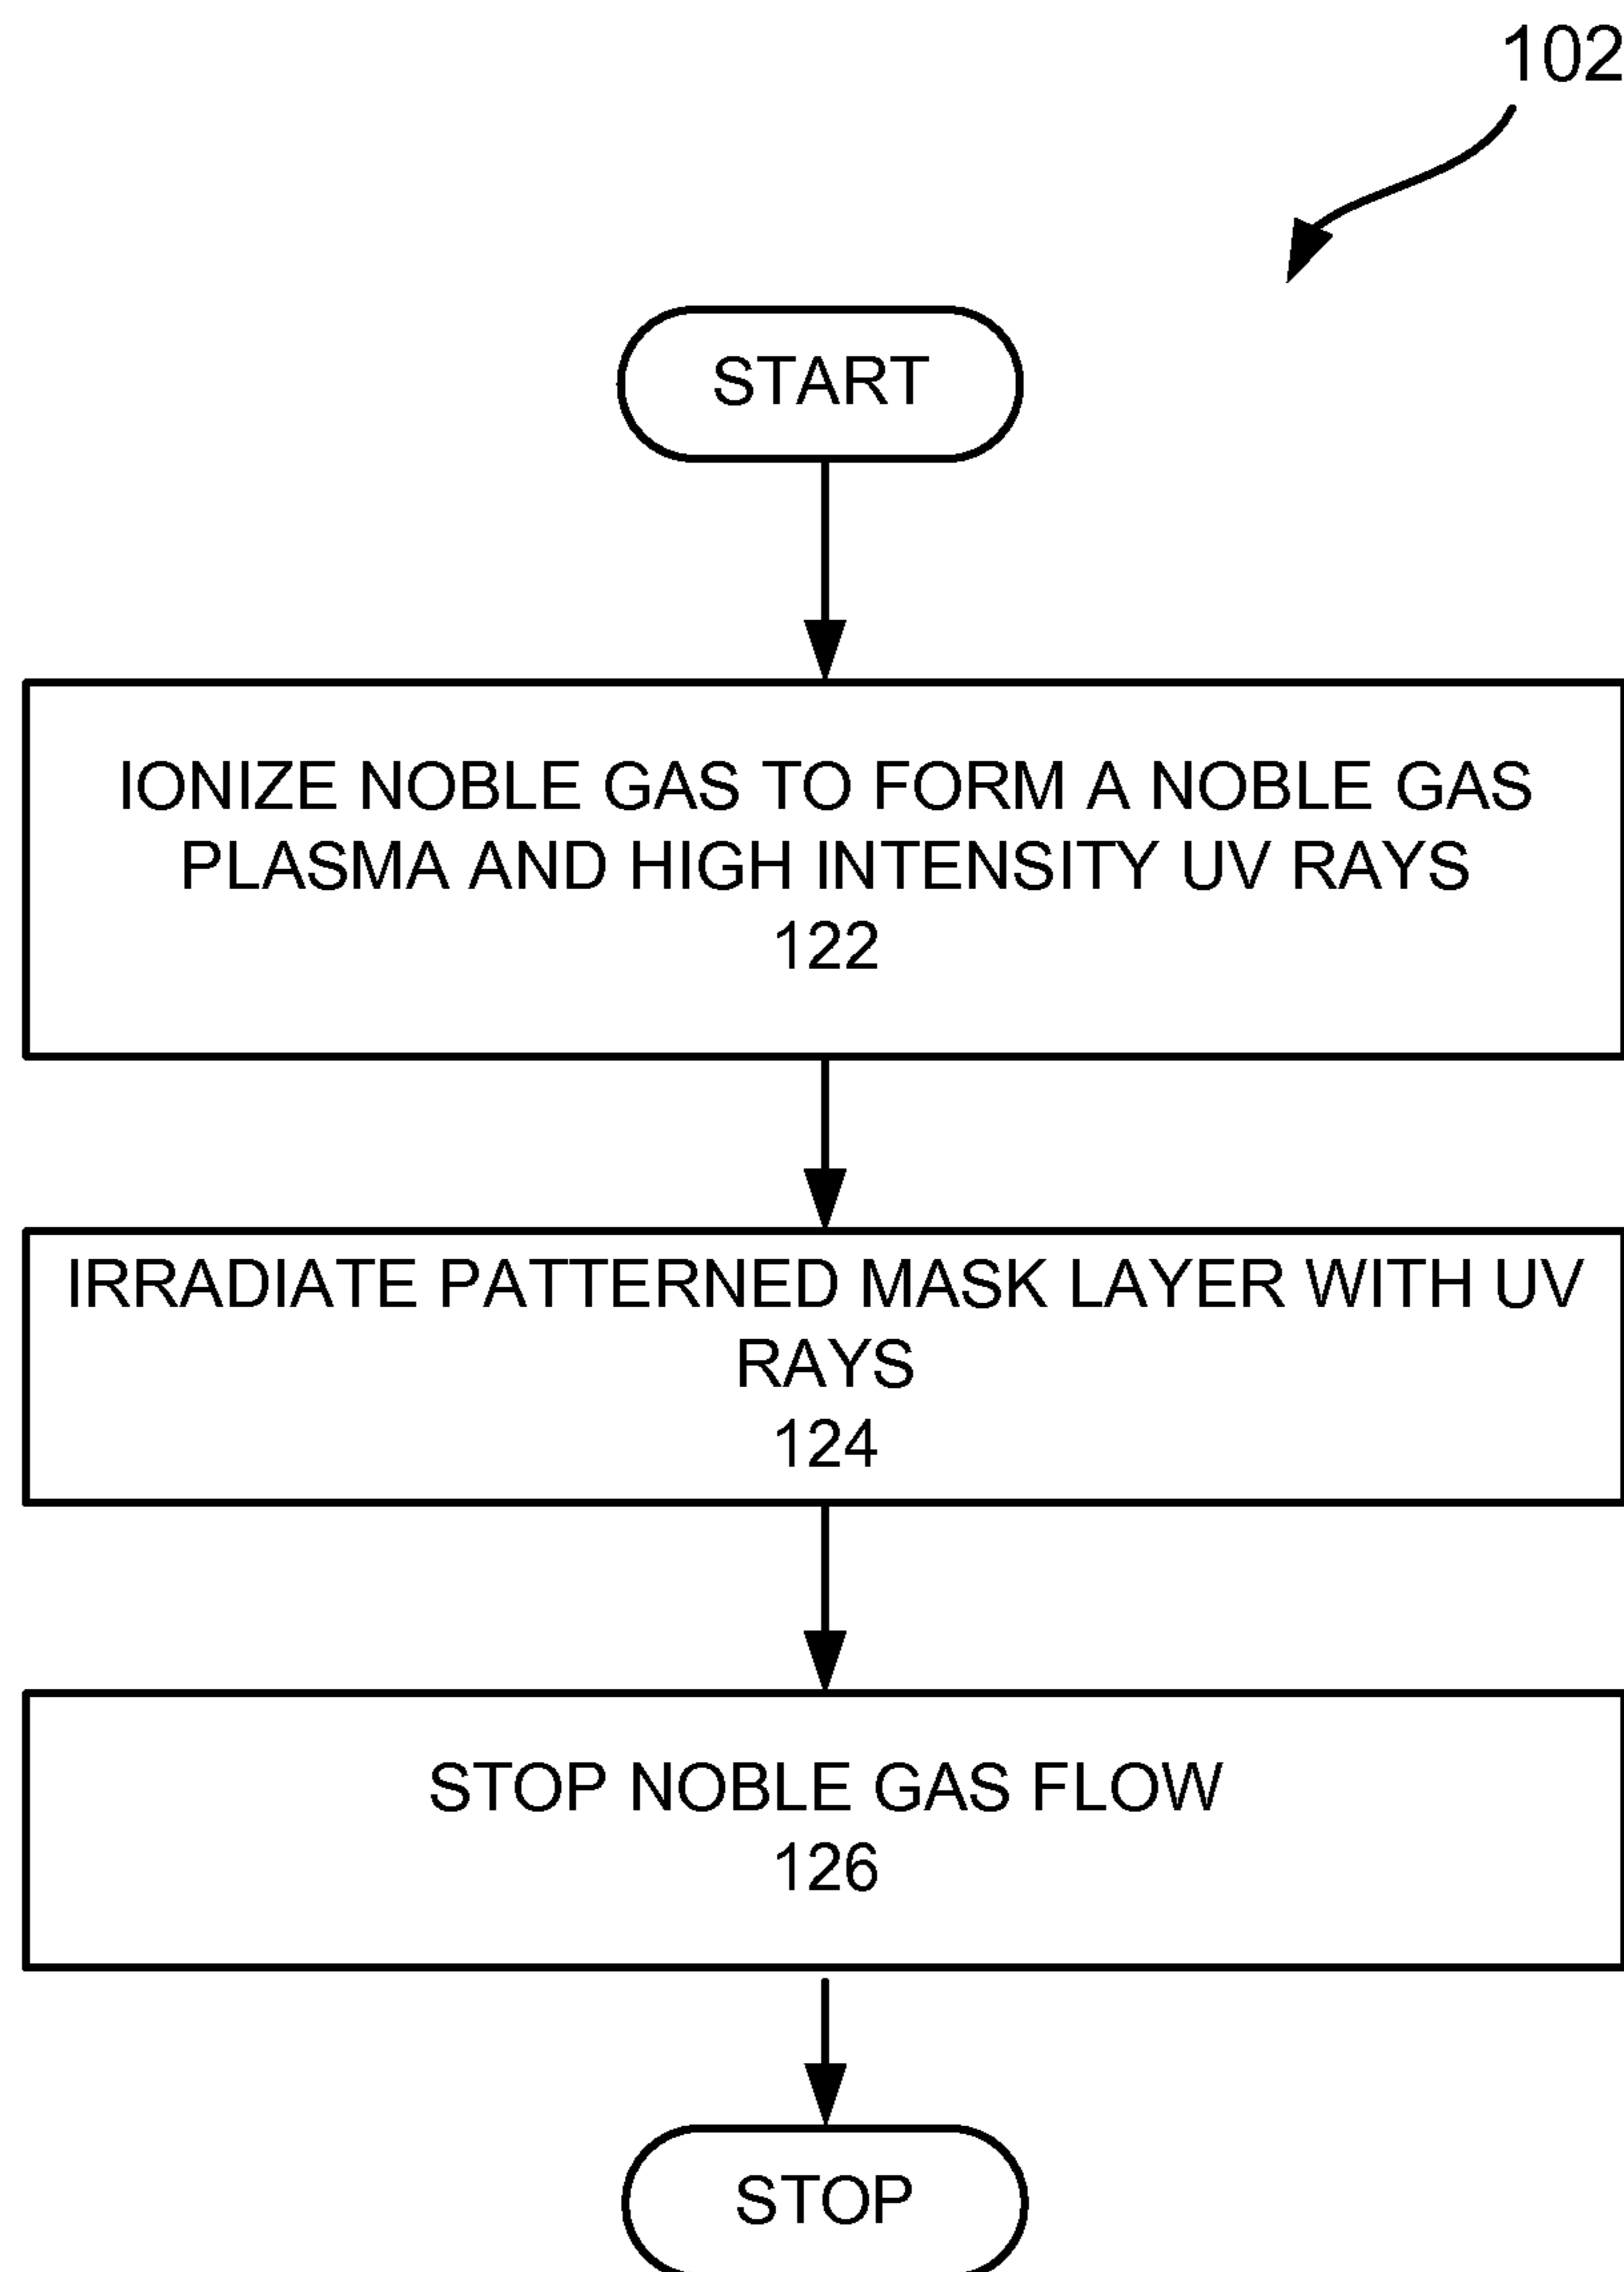 102
START
IONIZE NOBLE GAS TO FORM A NOBLE GAS
PLASMA AND HIGH INTENSITY UV RAYS
122
IRRADIATE PATTERNED MASK LAYER WITH UV
RAYS
124
STOP NOBLE GAS FLOW
126
STOP